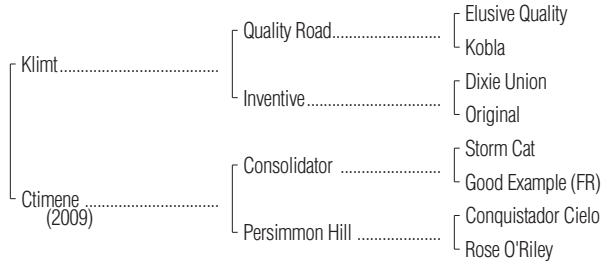 Elusive Quality
Quality Road
Kobla
Klimt
Dixie Union
Inventive
Original
Storm Cat
Consolidator
Good Example (FR)
Ctimene
(2009)
Conquistador Cielo
Persimmon Hill
Rose O'Riley